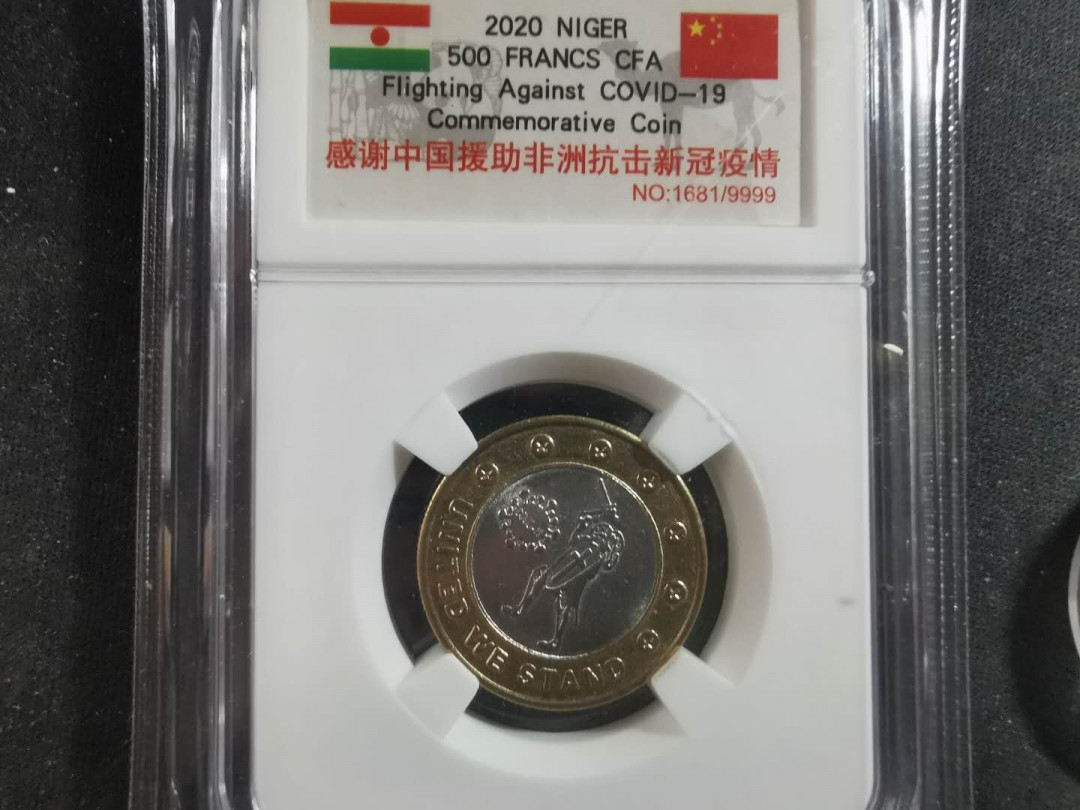 2020 NIGER
500 FRANCS CFA
Flighting Against COVID-19
Commemorative Coin
感谢中国援助非洲抗击新冠疫情
NO:1681/9999
UNITED WE STAND